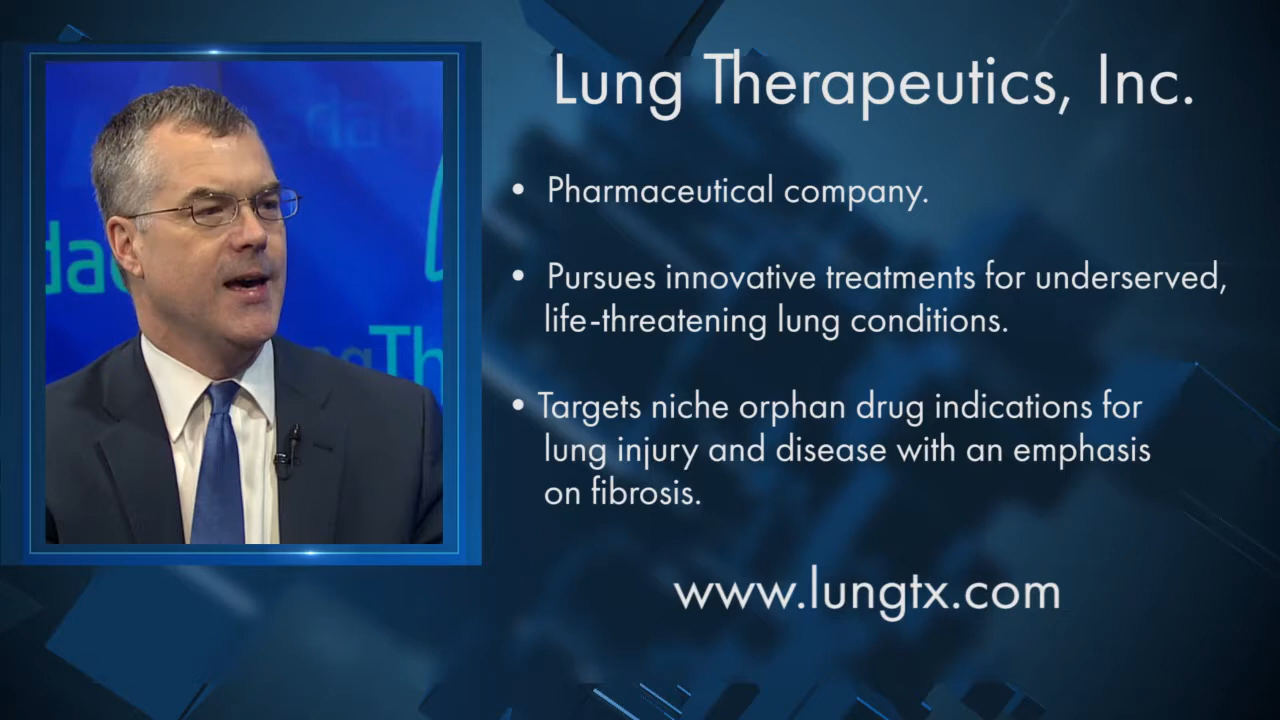 Lung Therapeutics, Inc.
• Pharmaceutical company.
• Pursues innovative treatments for underserved,
life-threatening lung conditions.
• Targets niche orphan drug indications for
lung injury and disease with an emphasis
on fibrosis.
www.lungtx.com